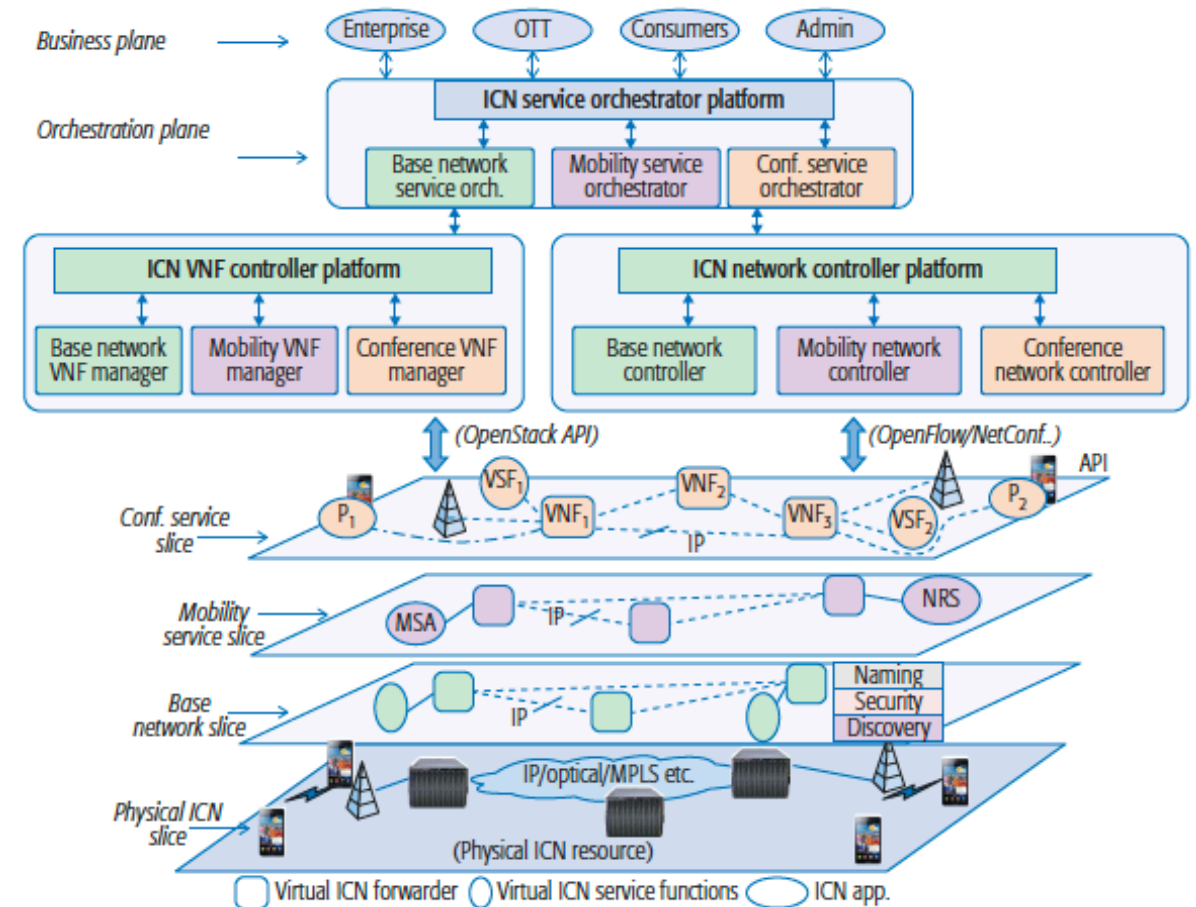 Business plane
Enterprise
OTT
Consumers
Admin
ICN service orchestrator platform
Orchestration plane
Base network
service orch.
Mobility service
orchestrator
Conf. service
orchestrator
ICN VNF controller platform
ICN network controller platform
Base network
VNF manager
Mobility VNF
manager
Conference VNF
manager
Base network
controller
Mobility network
controller
Conference
network controller
(OpenStack API)
(OpenFlow/NetConf..)
API
Conf. service
slice
P1
VSF1
VNF1
VNF2
VNF3
VSF2
P2
IP
Mobility
service slice
MSA
IP
NRS
Base
network slice
IP
Naming
Security
Discovery
Physical ICN
slice
IP/optical/MPLS etc.
(Physical ICN resource)
Virtual ICN forwarder
Virtual ICN service functions
ICN app.